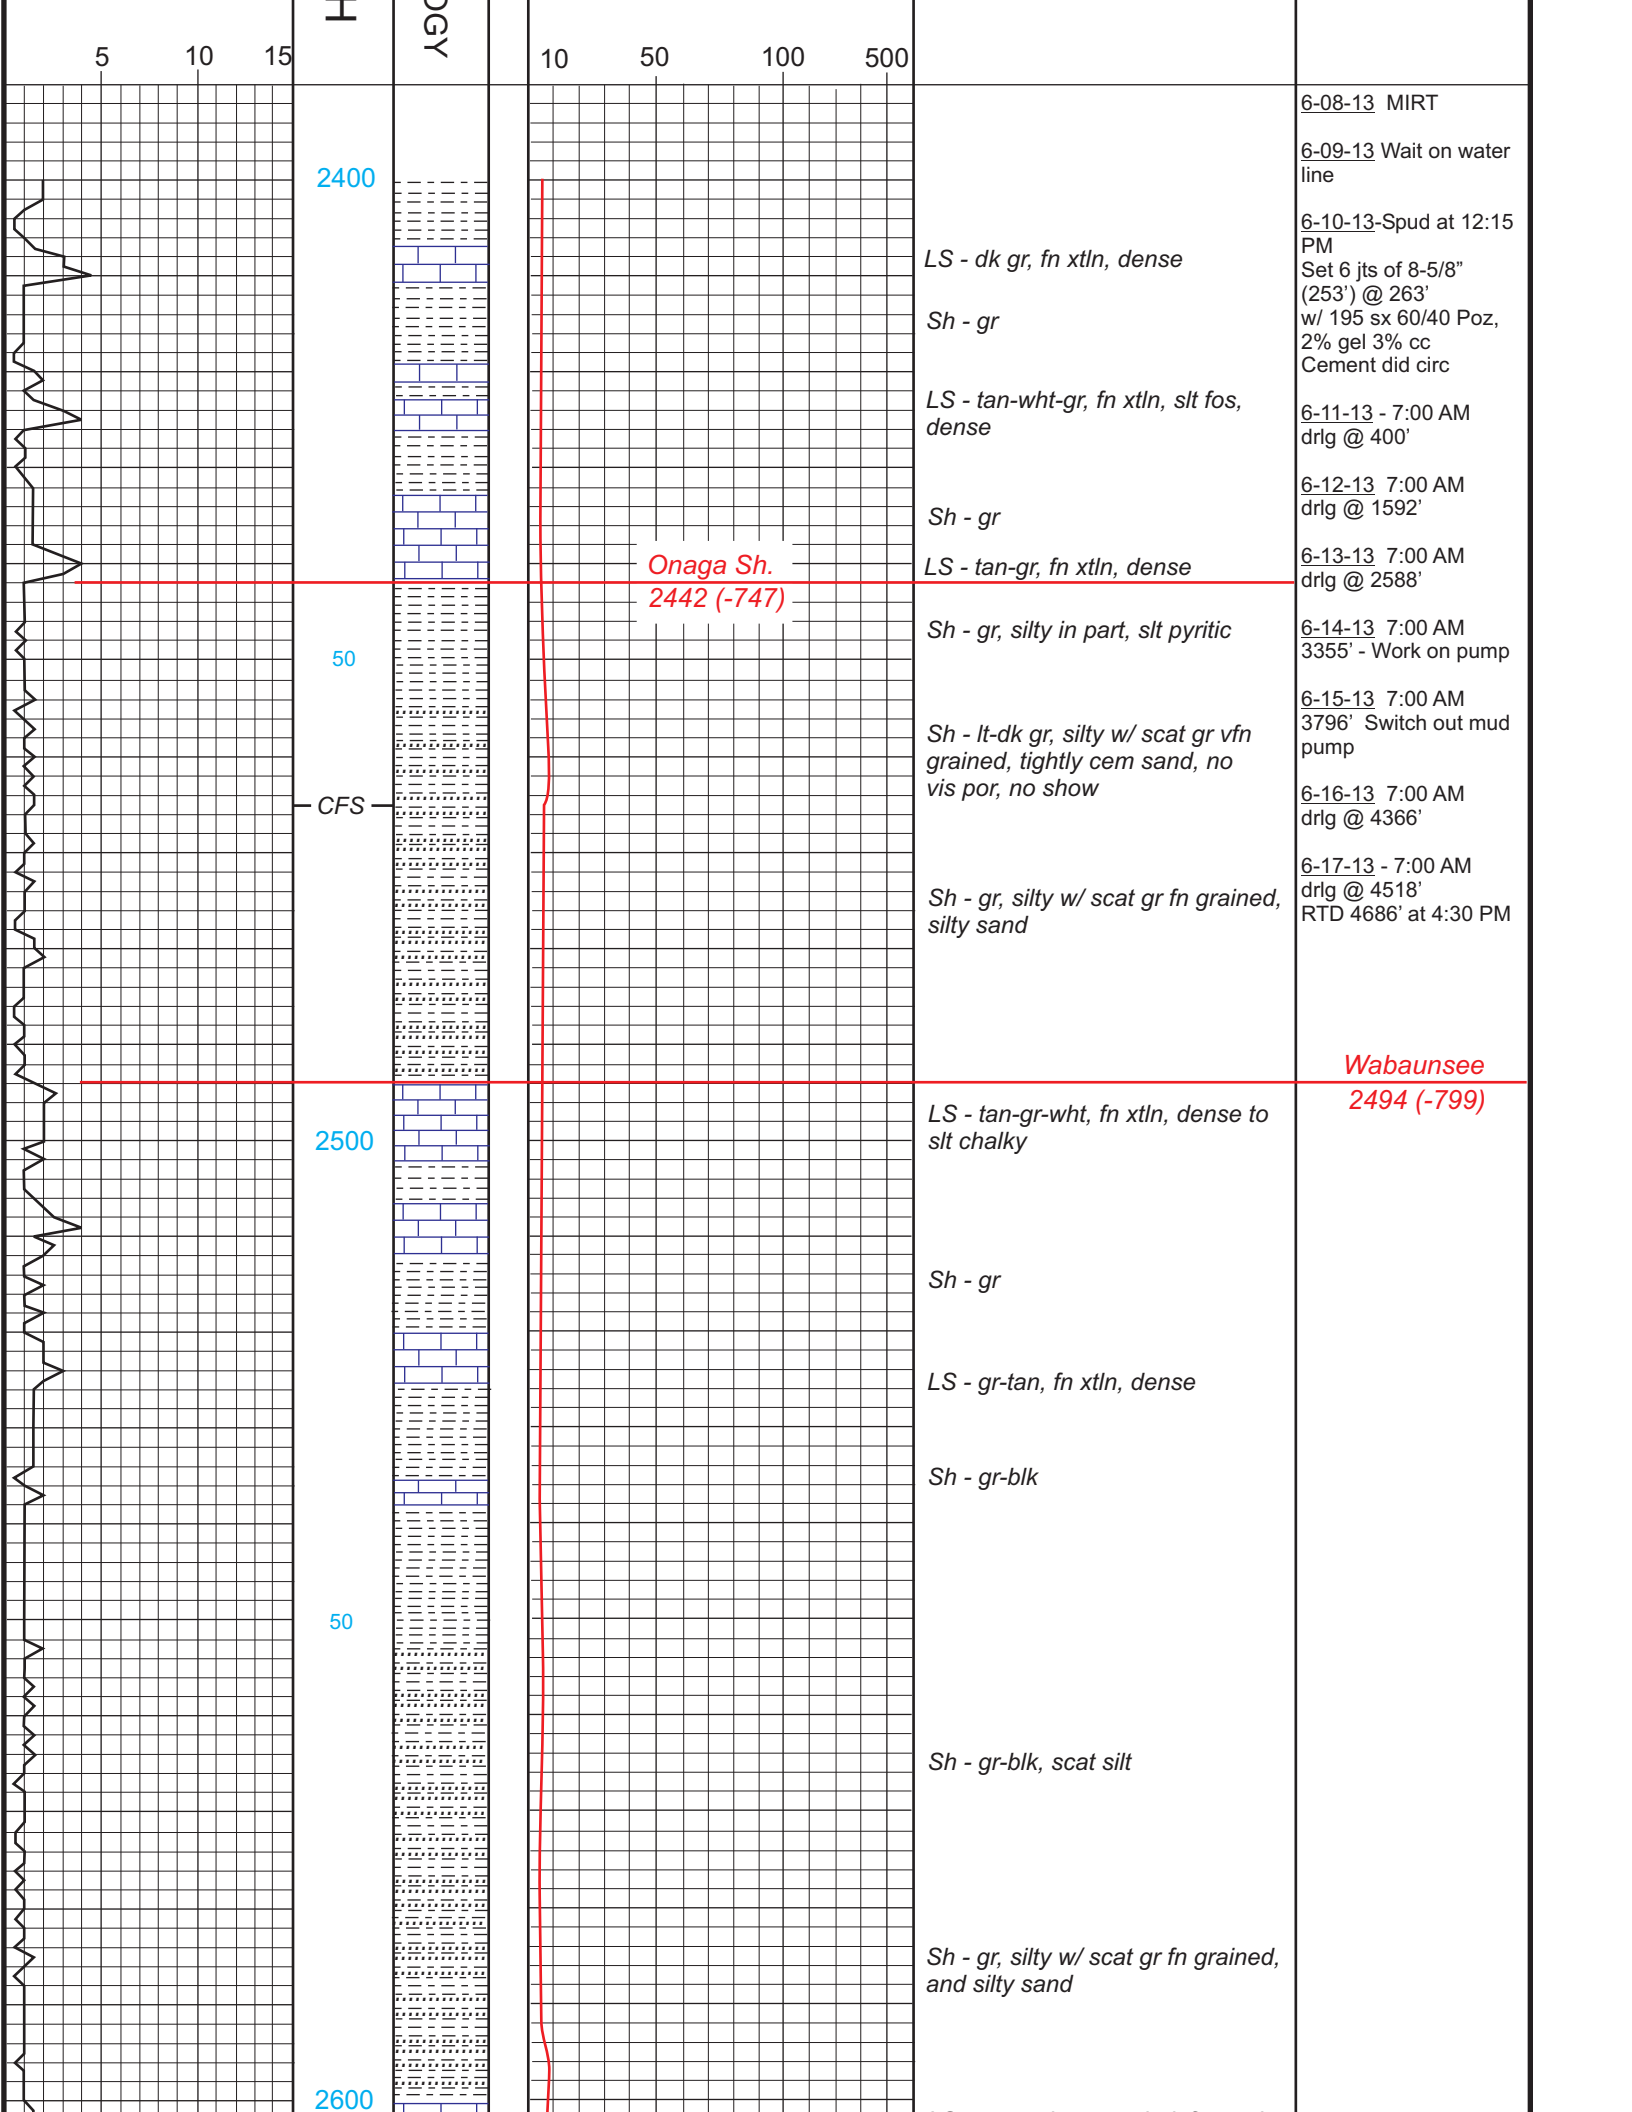 H
OGY
5 10 15
10 50 100 500
6-08-13 MIRT
6-09-13 Wait on water
line
6-10-13-Spud at 12:15
PM
Set 6 jts of 8-5/8”
(253’) @ 263’
w/ 195 sx 60/40 Poz,
2% gel 3% cc
Cement did circ
6-11-13 - 7:00 AM
drlg @ 400’
6-12-13 7:00 AM
drlg @ 1592’
6-13-13 7:00 AM
drlg @ 2588’
6-14-13 7:00 AM
3355’ - Work on pump
6-15-13 7:00 AM
3796’ Switch out mud
pump
6-16-13 7:00 AM
drlg @ 4366’
6-17-13 - 7:00 AM
drlg @ 4518’
RTD 4686’ at 4:30 PM
2400
LS - dk gr, fn xtln, dense
Sh - gr
LS - tan-wht-gr, fn xtln, slt fos,
dense
Sh - gr
LS - tan-gr, fn xtln, dense
Onaga Sh.
2442 (-747)
Sh - gr, silty in part, slt pyritic
50
Sh - lt-dk gr, silty w/ scat gr vfn
grained, tightly cem sand, no
vis por, no show
CFS
Sh - gr, silty w/ scat gr fn grained,
silty sand
Wabaunsee
2494 (-799)
LS - tan-gr-wht, fn xtln, dense to
slt chalky
2500
Sh - gr
LS - gr-tan, fn xtln, dense
Sh - gr-blk
50
Sh - gr-blk, scat silt
Sh - gr, silty w/ scat gr fn grained,
and silty sand
2600